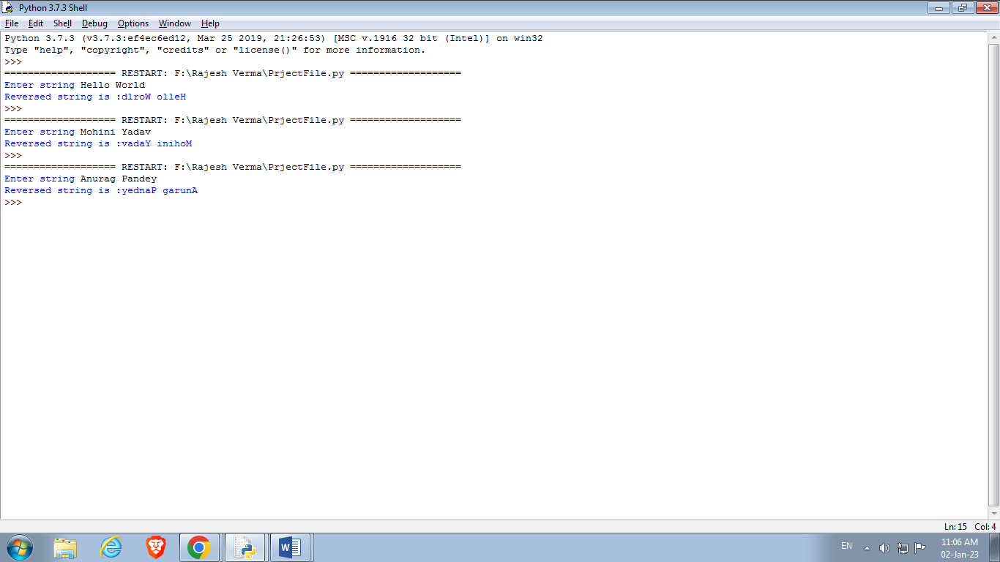 Python 3.7.3 Shell
File Edit Shell Debug Options Window Help
Python 3.7.3 (v3.7.3:ef4ec6ed12, Mar 25 2019, 21:26:53) [MSC v.1916 32 bit (Intel)] on win32
Type "help", "copyright", "credits" or "license()" for more information.
>>>
=================== RESTART: F:\Rajesh Verma\PrjectFile.py ===================
Enter string Hello World
Reversed string is :dlroW olleH
>>>
=================== RESTART: F:\Rajesh Verma\PrjectFile.py ===================
Enter string Mohini Yadav
Reversed string is :vadaY inihoM
>>>
=================== RESTART: F:\Rajesh Verma\PrjectFile.py ===================
Enter string Anurag Pandey
Reversed string is :yednaP garunA
>>>
Ln: 15 Col: 4
W
EN
11:06 AM
02-Jan-23